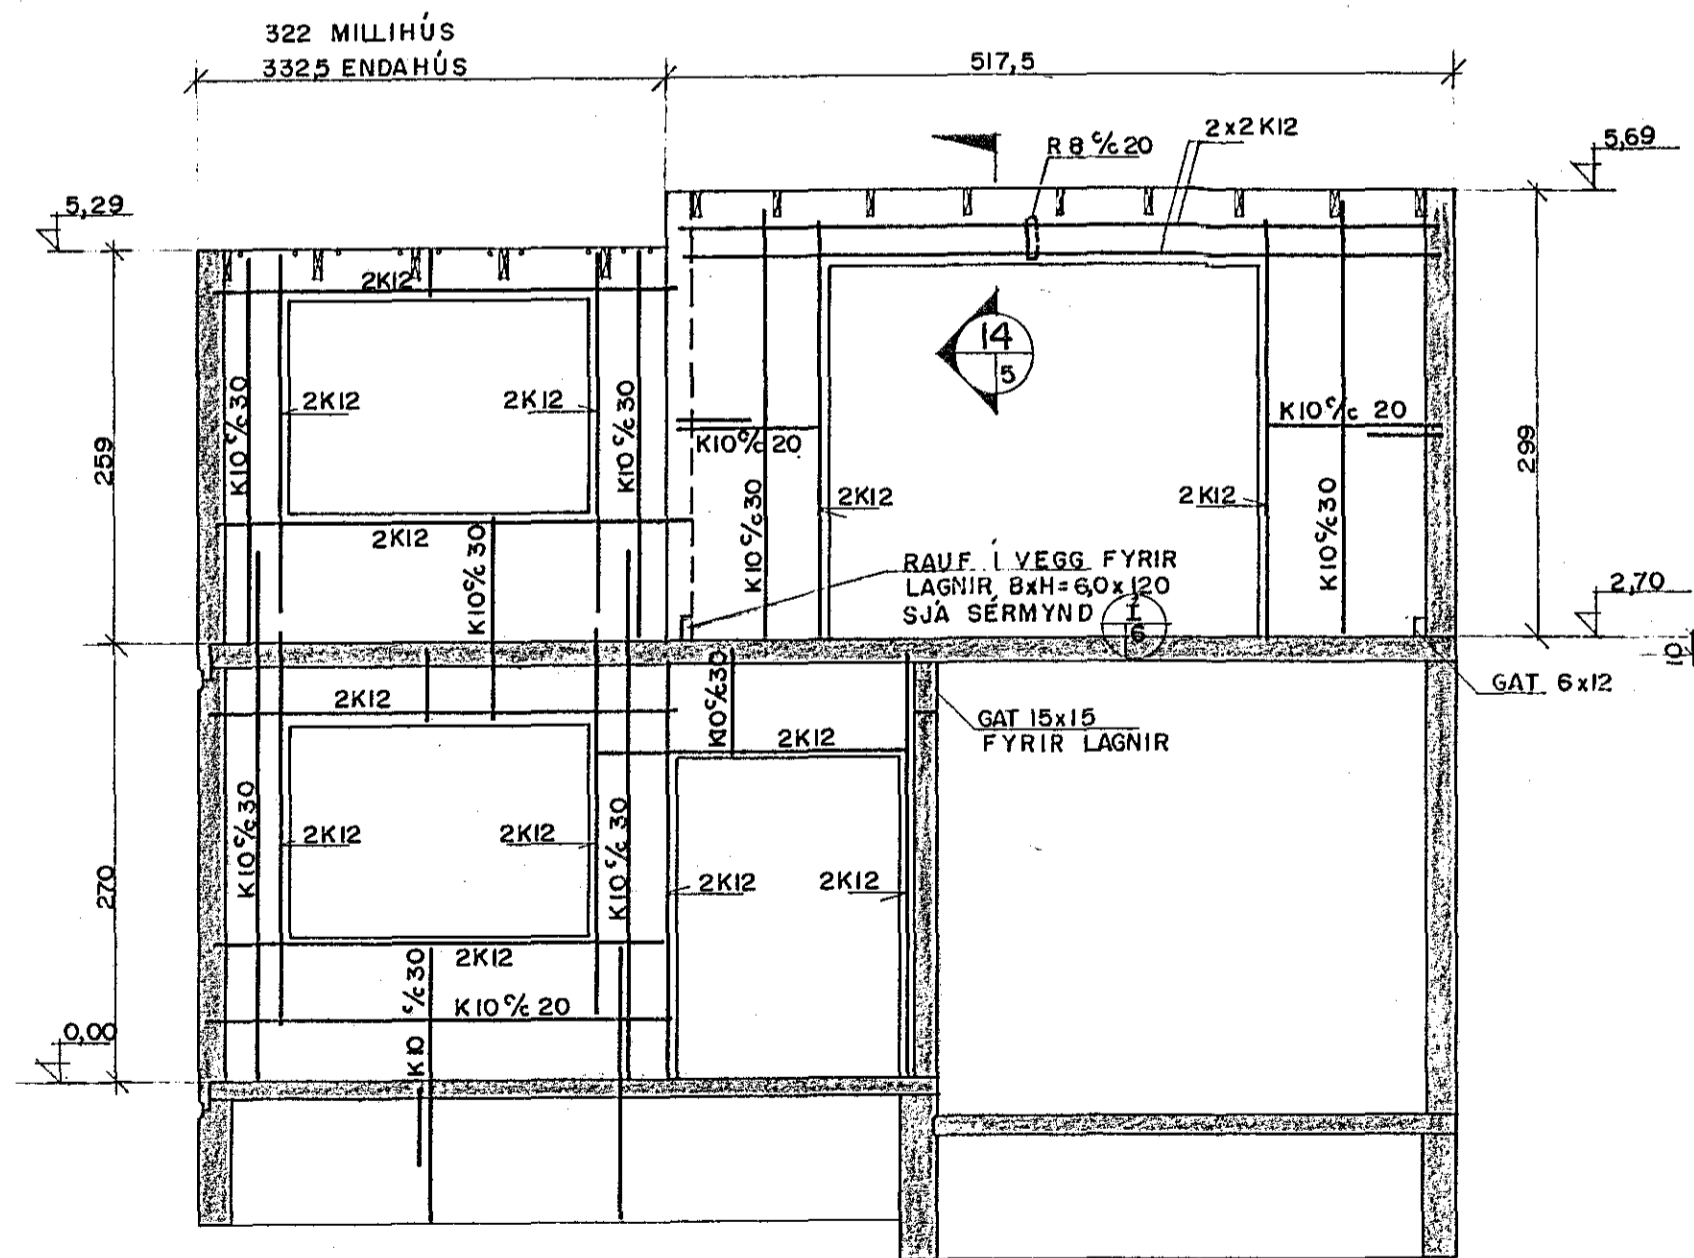 322 MILLIHÚS
332,5 ENDAHÚS
517,5
R 8 c/c 20
2x2 K12
5,69
5,29
2K12
14
5
K10 c/c 30
2K12
2K12
K10 c/c 30
K10 c/c 20
K10 c/c 20
259
299
2K12
2K12
K10 c/c 30
K10 c/c 30
2K12
K10 c/c 30
RAUF Í VEGG FYRIR
LAGNIR, BxH=6,0x120
SJÁ SÉRMYND
6
2,70
10
GAT 6x12
2K12
K10 c/c 30
GAT 15x15
FYRIR LAGNIR
2K12
K10 c/c 30
2K12
2K12
K10 c/c 30
270
2K12
2K12
2K12
K10 c/c 30
K10 c/c 20
0,00